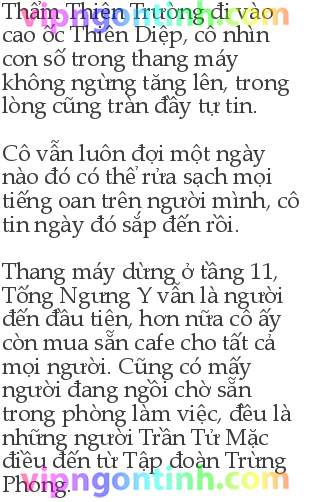 Thẩm Thiên Trường đi vào
vipngontinh.com
cao ốc Thiên Diệp, cô nhìn
con số trong thang máy
không ngừng tăng lên, trong
lòng cũng tràn đầy tự tin.
Cô vẫn luôn đợi một ngày
nào đó có thể rửa sạch mọi
tiếng oan trên người mình, cô
tin ngày đó sắp đến rồi.
Thang máy dừng ở tầng 11,
Tống Ngưng Y vẫn là người
đến đầu tiên, hơn nữa cô ấy
còn mua sẵn cafe cho tất cả
mọi người. Cũng có mấy
người đang ngồi chờ sẵn
trong phòng làm việc, đều là
những người Trần Tử Mặc
điều đến từ Tập đoàn Trừng
Phong.
vipngontinh.com